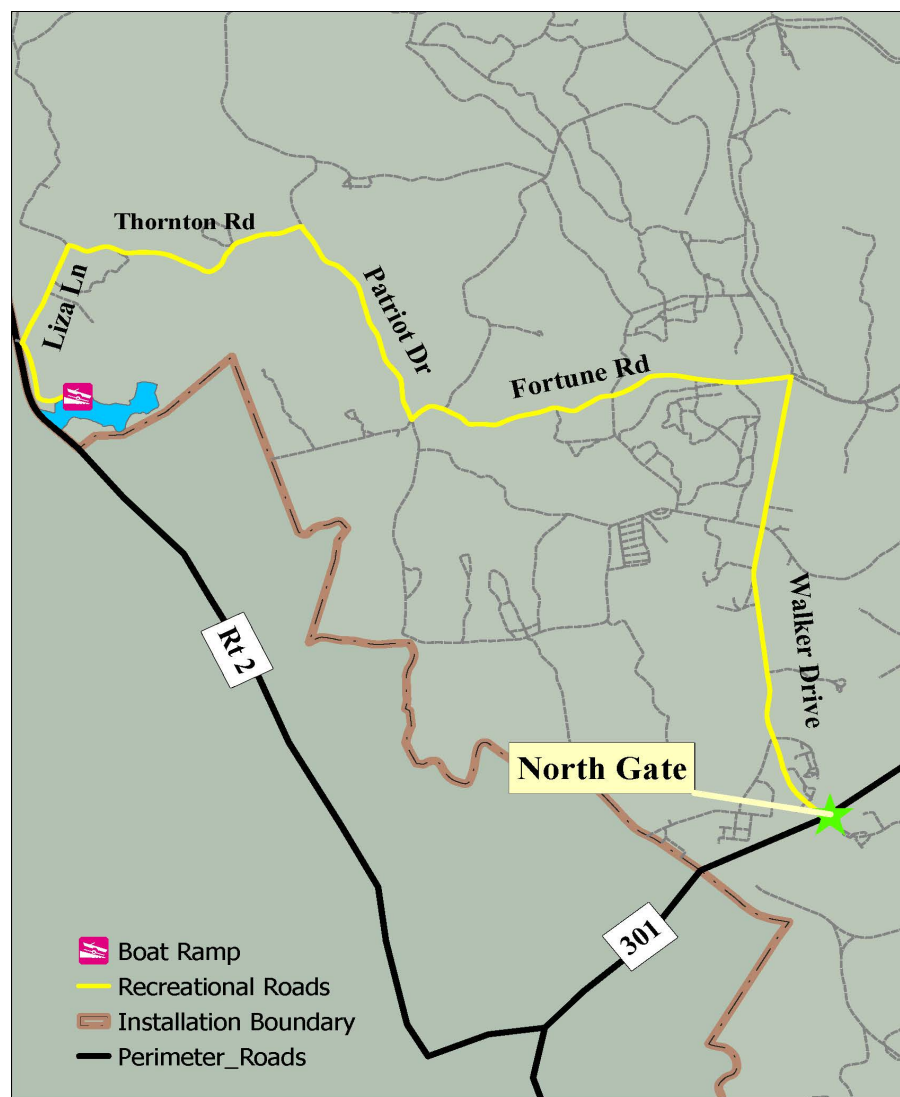 Thornton Rd
Liza Ln
Patriot Dr
Fortune Rd
Walker Drive
Rt 2
North Gate
301
Boat Ramp
Recreational Roads
Installation Boundary
Perimeter_Roads